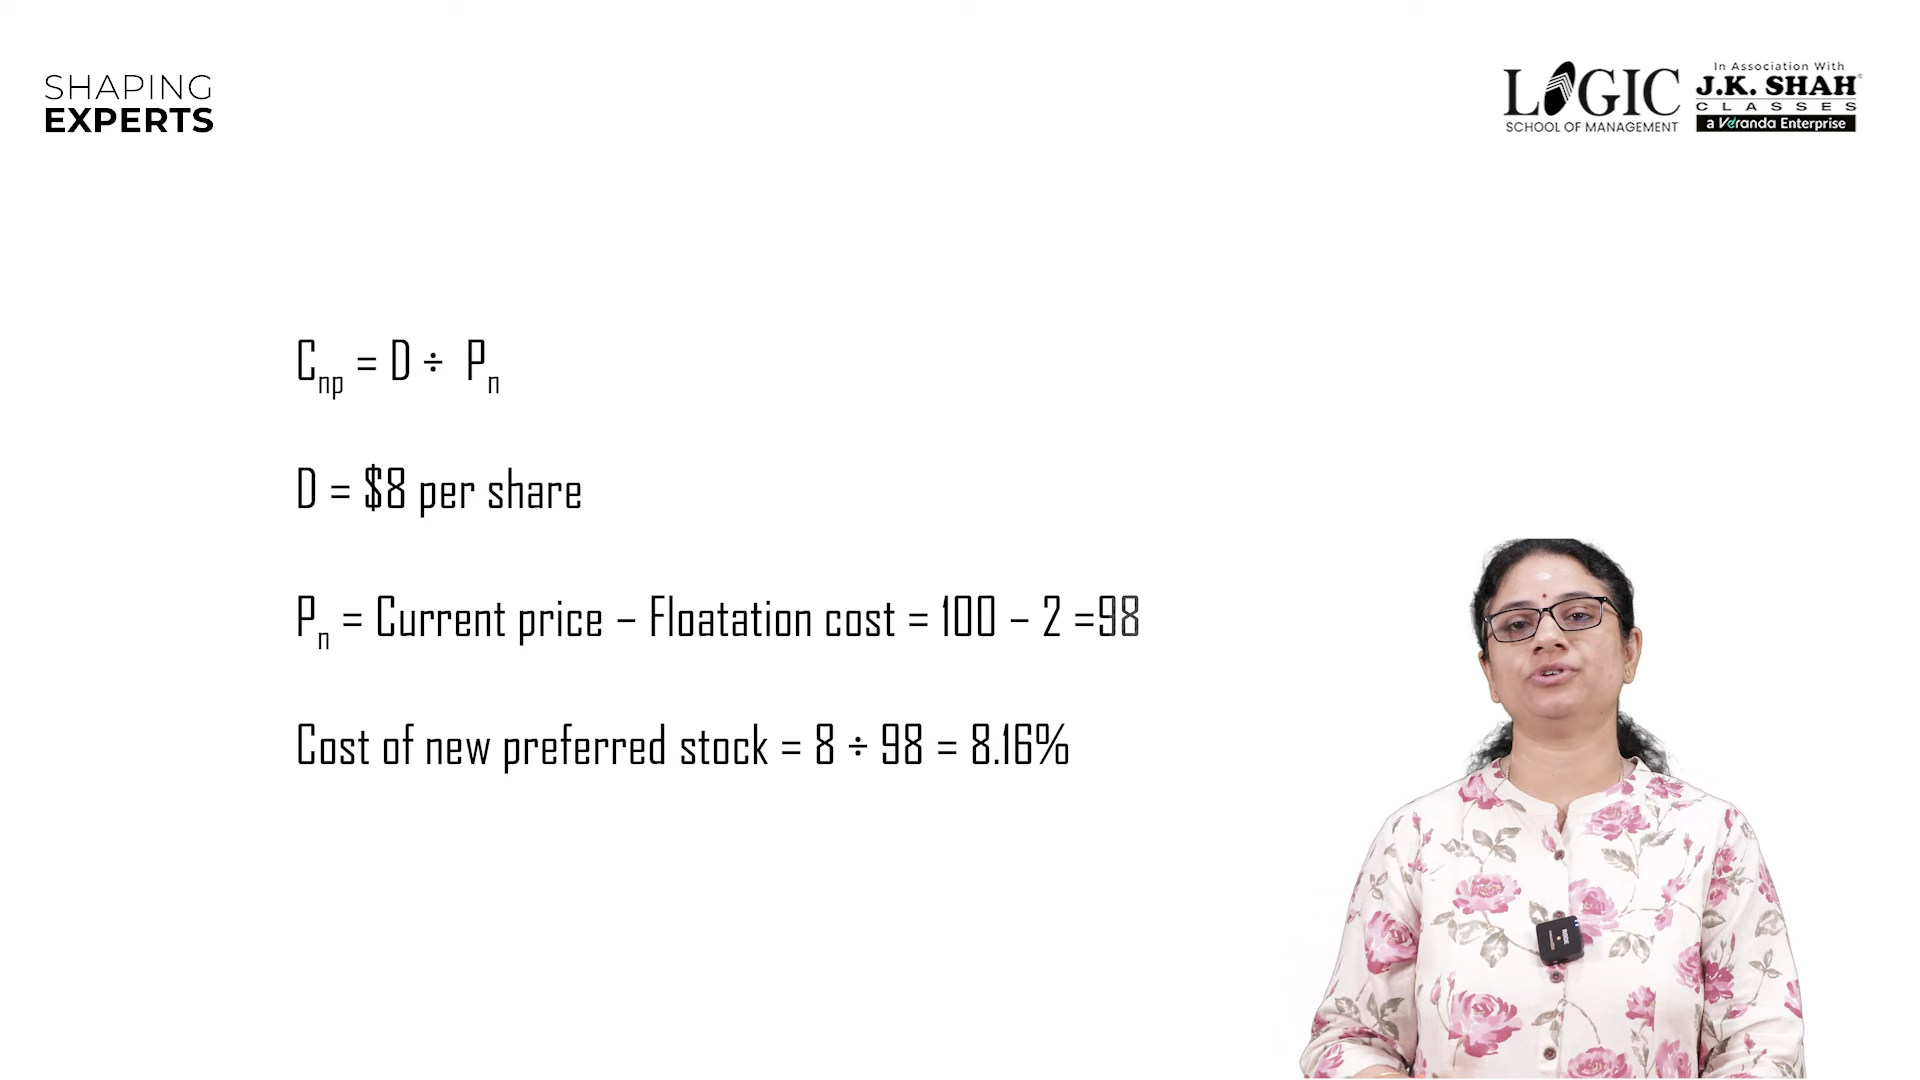 SHAPING
EXPERTS
LOGIC
SCHOOL OF MANAGEMENT
In Association With
J.K. SHAH
CLASSES
a Veranda Enterprise
Cnp = D ÷ Pn
D = $8 per share
Pn = Current price – Floatation cost = 100 – 2 =98
Cost of new preferred stock = 8 ÷ 98 = 8.16%